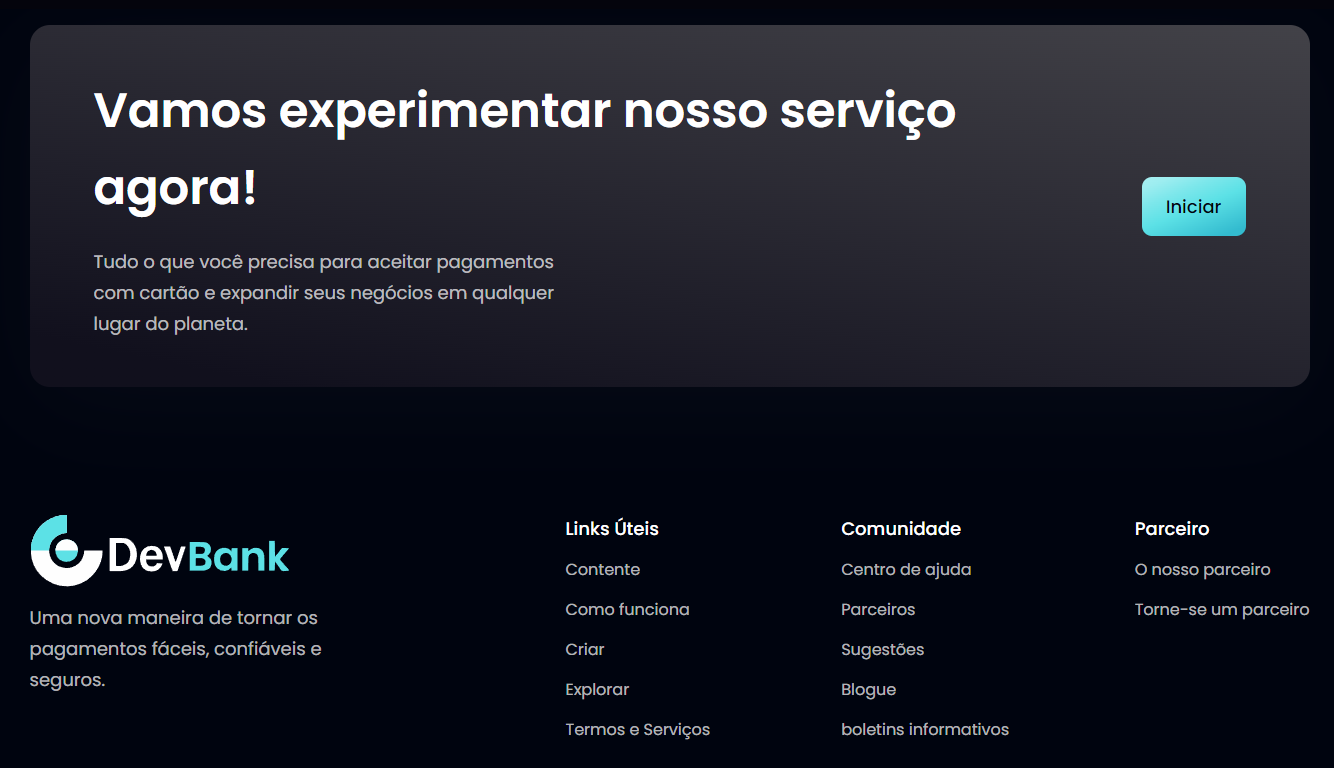 Vamos experimentar nosso serviço
agora!
Tudo o que você precisa para aceitar pagamentos
com cartão e expandir seus negócios em qualquer
lugar do planeta.
Iniciar
DevBank
Uma nova maneira de tornar os
pagamentos fáceis, confiáveis e
seguros.
Links Úteis
Contente
Como funciona
Criar
Explorar
Termos e Serviços
Comunidade
Centro de ajuda
Parceiros
Sugestões
Blogue
boletins informativos
Parceiro
O nosso parceiro
Torne-se um parceiro